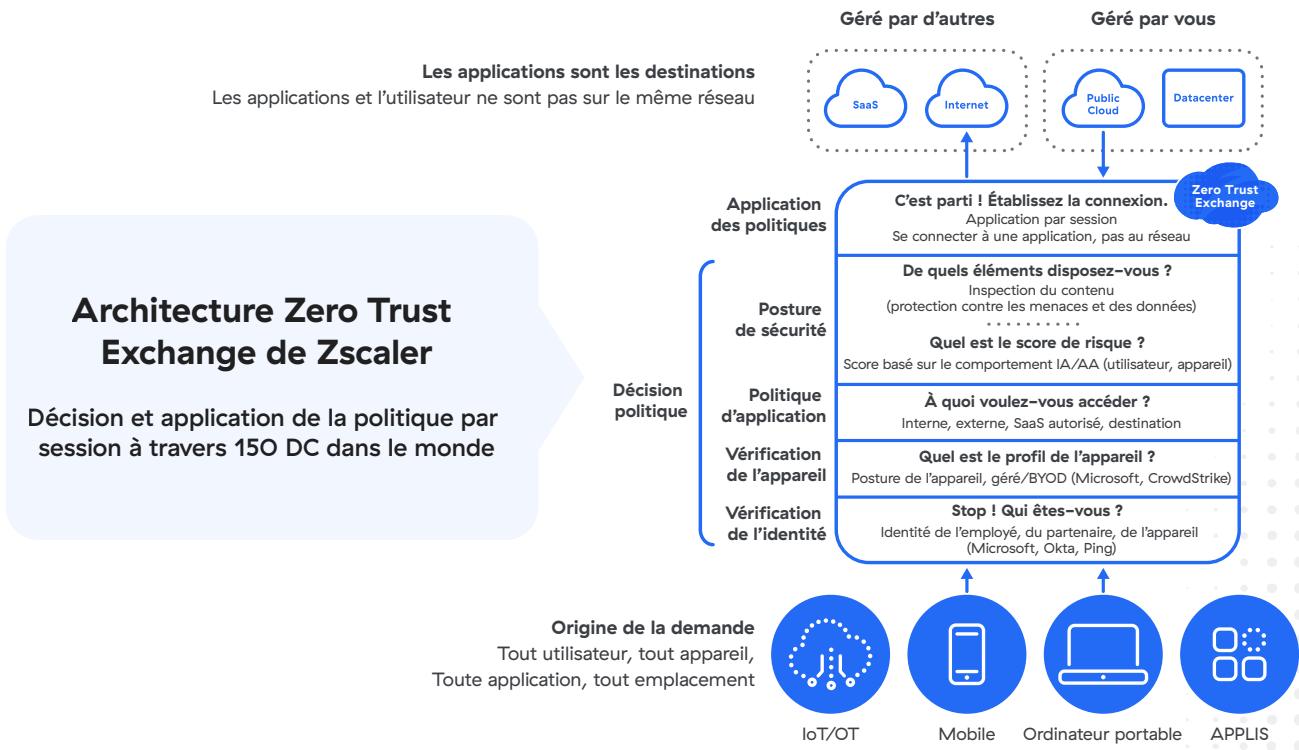 Géré par d'autres
Géré par vous
Les applications sont les destinations
Les applications et l'utilisateur ne sont pas sur le même réseau
SaaS
Internet
Public
Cloud
Datacenter
Zero Trust
Exchange
Application
des politiques
C'est parti ! Établissez la connexion.
Application par session
Se connecter à une application, pas au réseau
Architecture Zero Trust
Exchange de Zscaler
Décision et application de la politique par
session à travers 150 DC dans le monde
Décision
politique
Posture
de sécurité
De quels éléments disposez-vous ?
Inspection du contenu
(protection contre les menaces et des données)
Quel est le score de risque ?
Score basé sur le comportement IA/AA (utilisateur, appareil)
Politique
d'application
À quoi voulez-vous accéder ?
Interne, externe, SaaS autorisé, destination
Vérification
de l'appareil
Quel est le profil de l'appareil ?
Posture de l'appareil, géré/BYOD (Microsoft, CrowdStrike)
Vérification
de l'identité
Stop ! Qui êtes-vous ?
Identité de l'employé, du partenaire, de l'appareil
(Microsoft, Okta, Ping)
Origine de la demande
Tout utilisateur, tout appareil,
Toute application, tout emplacement
IoT/OT
Mobile
Ordinateur portable
APPLIS